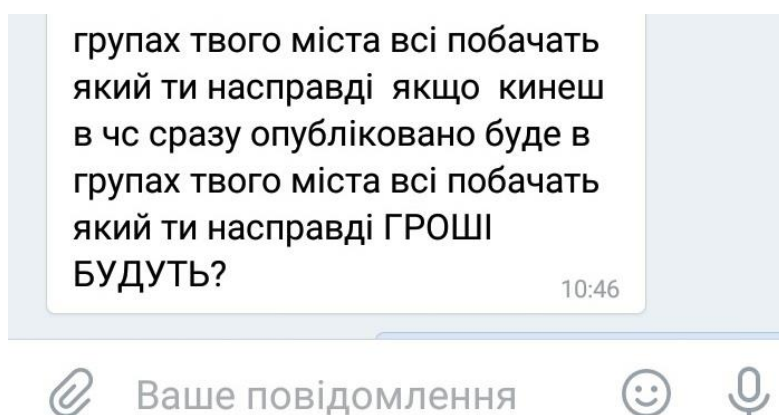 групах твого міста всі побачать
який ти насправді  якщо  кинеш
в чс сразу опубліковано буде в
групах твого міста всі побачать
який ти насправді ГРОШІ
БУДУТЬ?
10:46
Ваше повідомлення